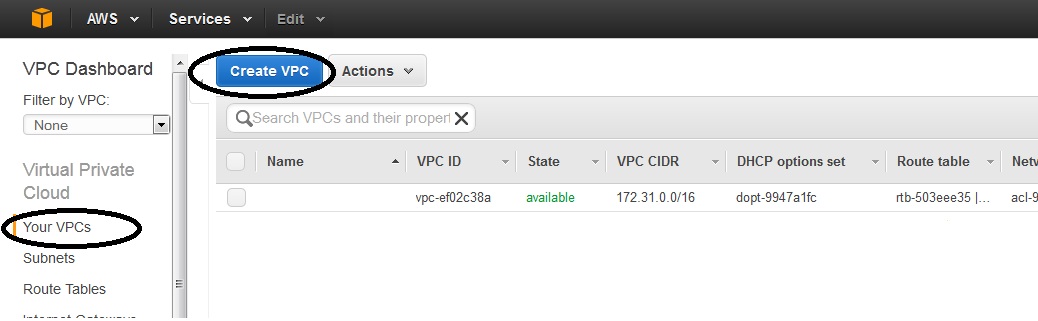 AWS Services Edit
VPC Dashboard
Filter by VPC:
None
Virtual Private
Cloud
Your VPCs
Subnets
Route Tables
Create VPC Actions
Search VPCs and their propert
Name VPC ID State VPC CIDR DHCP options set Route table Netw
vpc-ef02c38a available 172.31.0.0/16 dopt-9947a1fc rtb-503eee35 |... acl-9